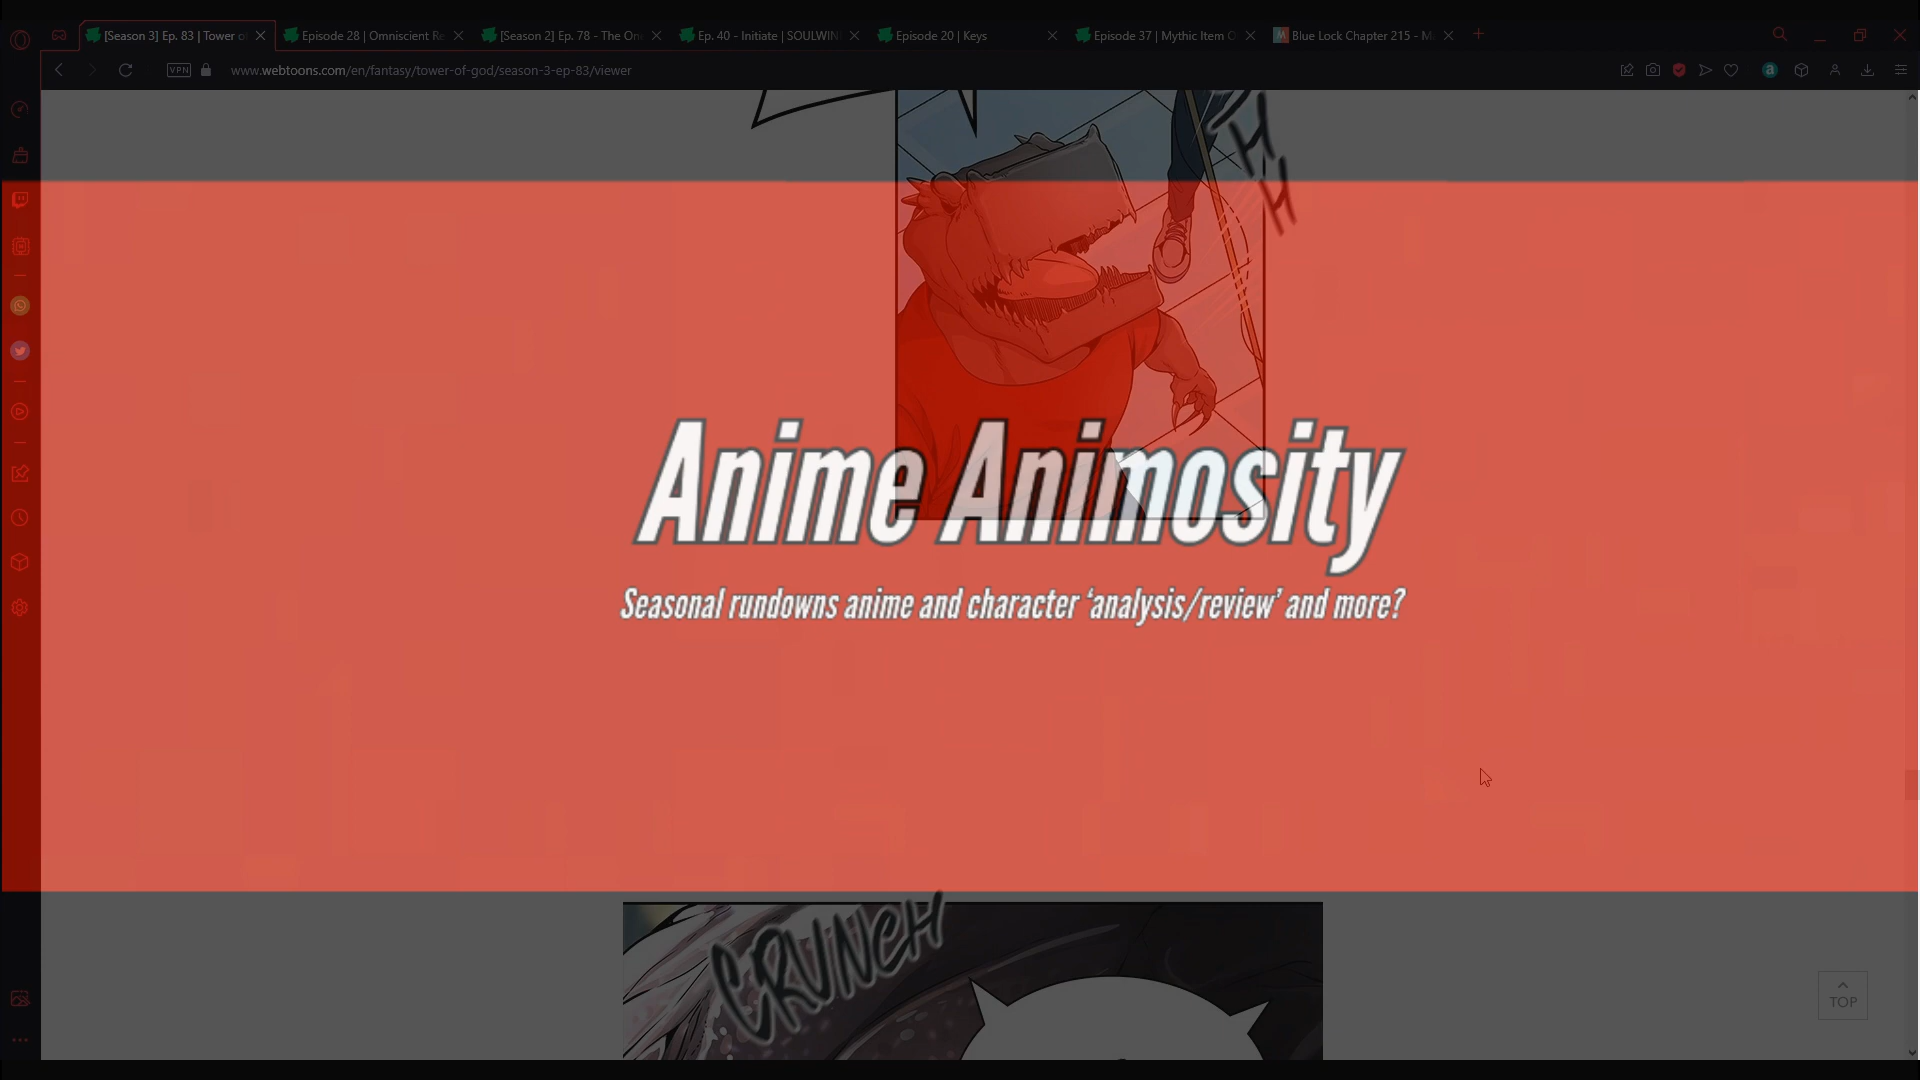 [Season 3] Ep. 83 | Tower o
Episode 28 | Omniscient Re
[Season 2] Ep. 78 - The On
Ep. 40 - Initiate | SOULWIN
Episode 20 | Keys
Episode 37 | Mythic Item O
Blue Lock Chapter 215 - M
VPN
www.webtoons.com/en/fantasy/tower-of-god/season-3-ep-83/viewer
HH
Anime Animosity
Seasonal rundowns anime and character ‘analysis/review’ and more?
CRUNCH
TOP